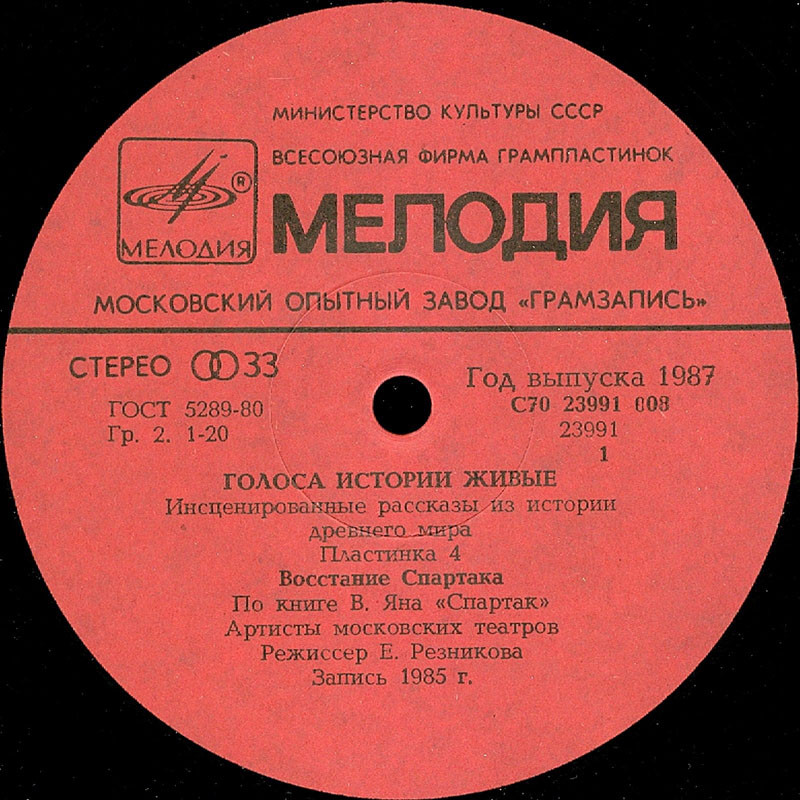 МИНИСТЕРСТВО КУЛЬТУРЫ СССР
ВСЕСОЮЗНАЯ ФИРМА ГРАМПЛАСТИНОК
®
МЕЛОДИЯ
МЕЛОДИЯ
МОСКОВСКИЙ ОПЫТНЫЙ ЗАВОД «ГРАМЗАПИСЬ»
СТЕРЕО 33
Год выпуска 1987
ГОСТ 5289-80
С70 23991 008
Гр. 2. 1-20
23991
1
ГОЛОСА ИСТОРИИ ЖИВЫЕ
Инсценированные рассказы из истории
древнего мира
Пластинка 4
Восстание Спартака
По книге В. Яна «Спартак»
Артисты московских театров
Режиссер Е. Резникова
Запись 1985 г.